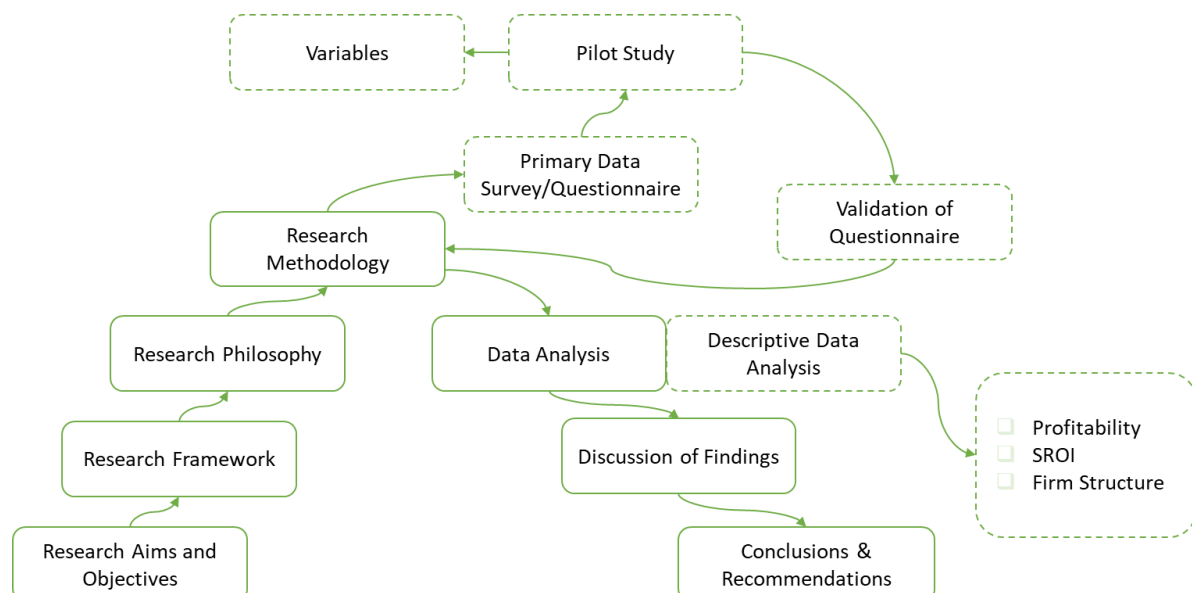 Variables
Pilot Study
Primary Data
Survey/Questionnaire
Validation of
Questionnaire
Research
Methodology
Research Philosophy
Data Analysis
Descriptive Data
Analysis
Research Framework
Discussion of Findings
Profitability
SROI
Firm Structure
Research Aims and
Objectives
Conclusions &
Recommendations